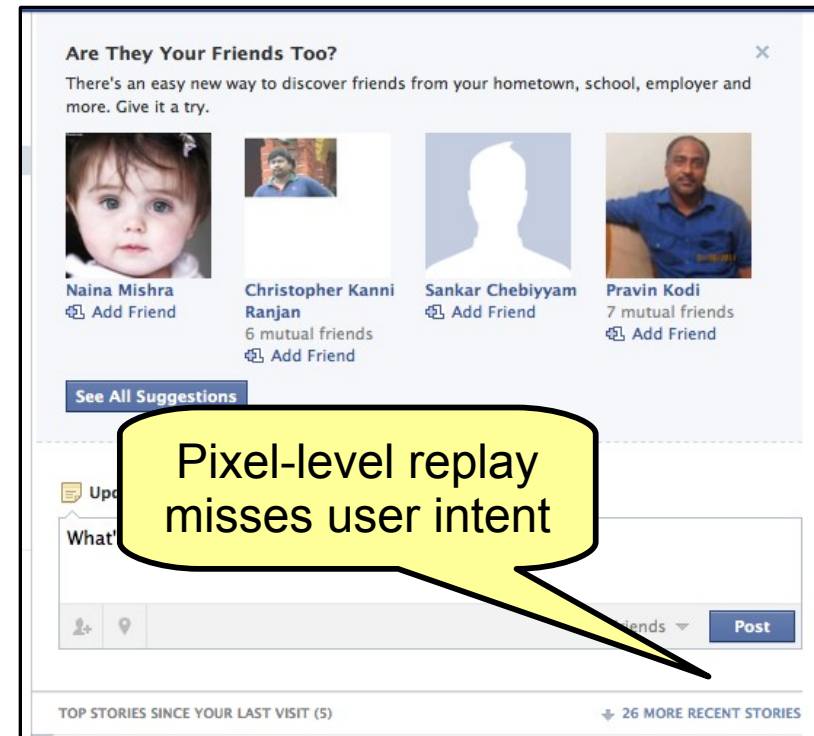 Are They Your Friends Too?
There's an easy new way to discover friends from your hometown, school, employer and
more. Give it a try.
Naina Mishra
Add Friend
Christopher Kanni
Ranjan
6 mutual friends
Add Friend
Sankar Chebiyyam
Add Friend
Pravin Kodi
7 mutual friends
Add Friend
See All Suggestions
Pixel-level replay
misses user intent
What'
Post
TOP STORIES SINCE YOUR LAST VISIT (5)
26 MORE RECENT STORIES